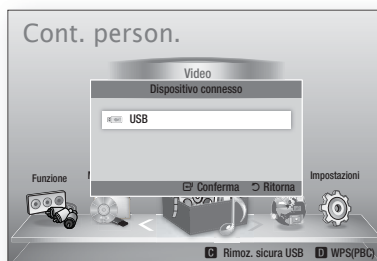 Cont. person.
Video
Dispositivo connesso
USB
Funzione
Impostazioni
Conferma Ritorna
C Rimoz. sicura USB D WPS(PBC)